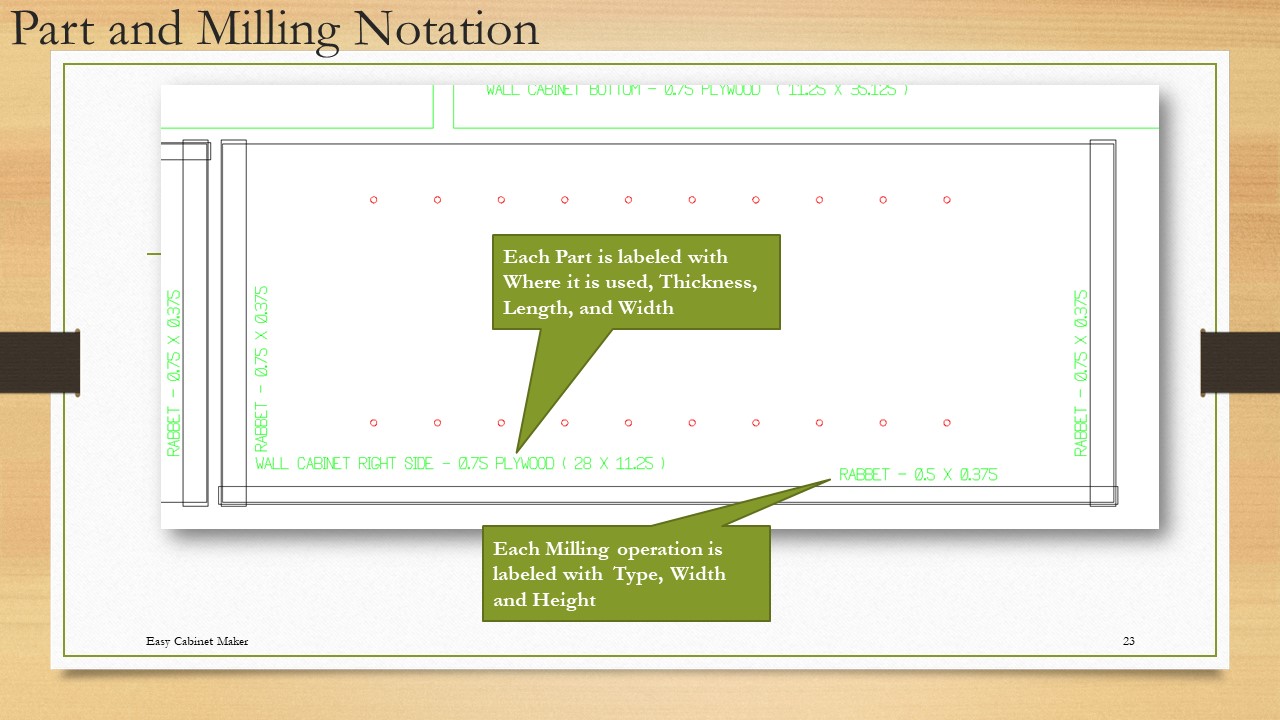 Part and Milling Notation
WALL CABINET BOTTOM - 0.75 PLYWOOD ( 11.25 X 35.125 )
Each Part is labeled with
Where it is used, Thickness,
Length, and Width
RABBET - 0.75 X 0.375
RABBET - 0.75 X 0.375
RABBET - 0.75 X 0.375
WALL CABINET RIGHT SIDE - 0.75 PLYWOOD ( 28 X 11.25 )
RABBET - 0.5 X 0.375
Each Milling operation is
labeled with Type, Width
and Height
Easy Cabinet Maker
23